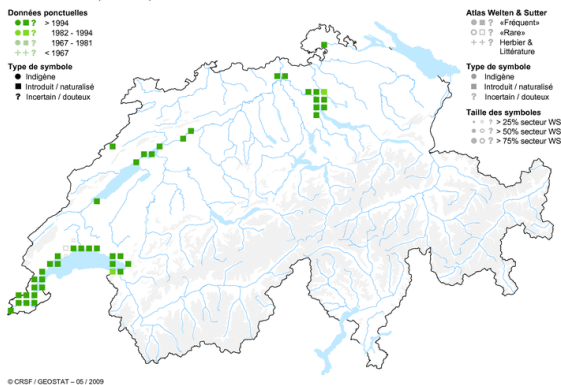 Données ponctuelles
> 1994
1982 - 1994
1967 - 1981
< 1967
Type de symbole
Indigène
Introduit / naturalisé
? Incertain / douteux
Atlas Welten & Sutter
? «Fréquent»
? «Rare»
? Herbier &
Littérature
Type de symbole
Indigène
Introduit / naturalisé
? Incertain / douteux
Taille des symboles
? > 25% secteur WS
? > 50% secteur WS
? > 75% secteur WS
© CRSF / GEOSTAT – 05 / 2009